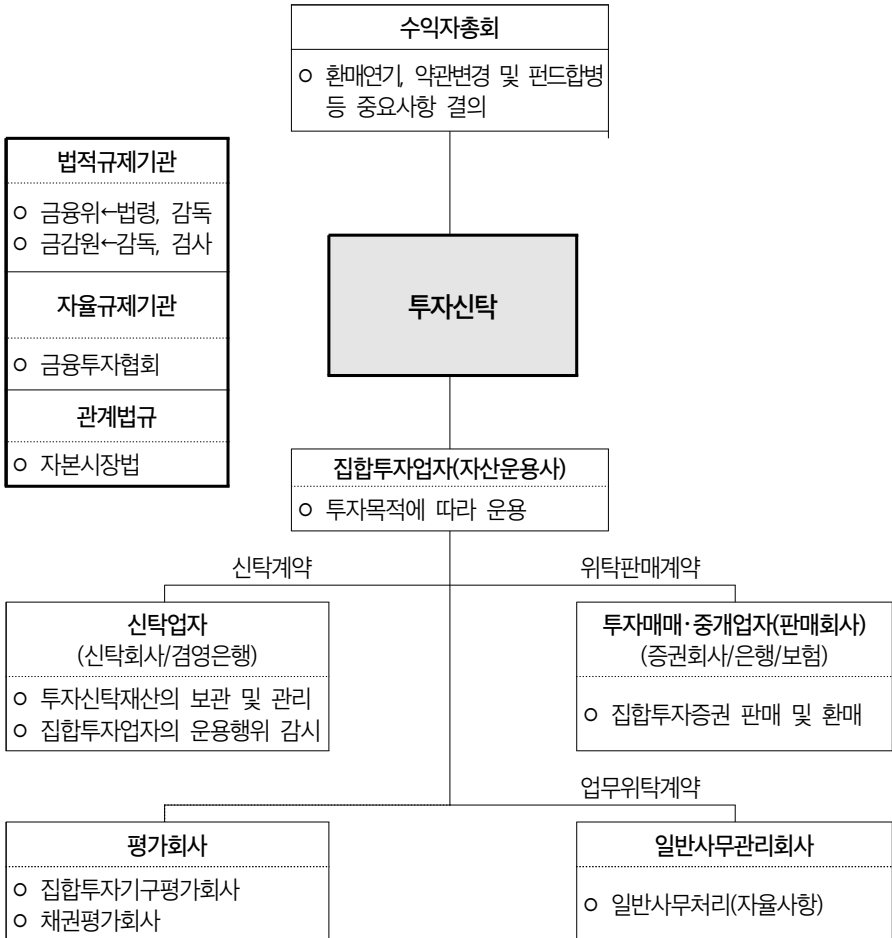 수익자총회
ㅇ 환매연기, 약관변경 및 펀드합병
등 중요사항 결의
법적규제기관
ㅇ 금융위←법령, 감독
ㅇ 금감원←감독, 검사
자율규제기관
ㅇ 금융투자협회
관계법규
ㅇ 자본시장법
투자신탁
집합투자업자(자산운용사)
ㅇ 투자목적에 따라 운용
신탁계약
위탁판매계약
신탁업자
(신탁회사/겸영은행)
ㅇ 투자신탁재산의 보관 및 관리
ㅇ 집합투자업자의 운용행위 감시
투자매매·중개업자(판매회사)
(증권회사/은행/보험)
ㅇ 집합투자증권 판매 및 환매
업무위탁계약
평가회사
ㅇ 집합투자기구평가회사
ㅇ 채권평가회사
일반사무관리회사
ㅇ 일반사무처리(자율사항)